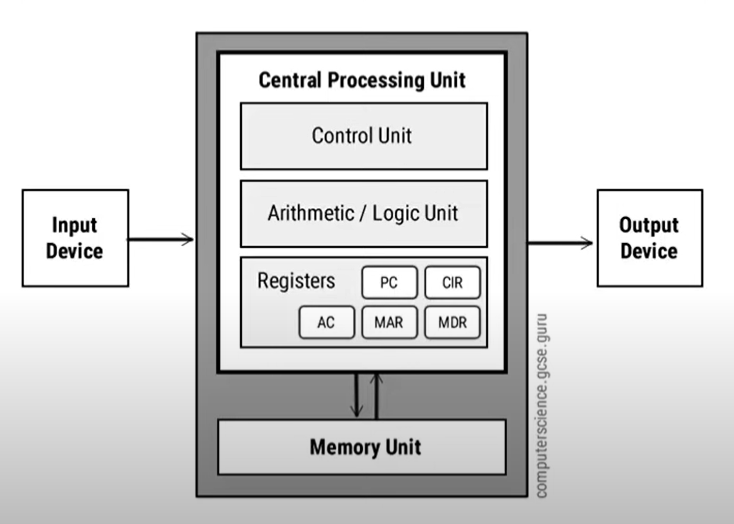 Central Processing Unit
Control Unit
Arithmetic / Logic Unit
Registers
PC
CIR
AC
MAR
MDR
Input
Device
Output
Device
Memory Unit
computerscience.gcse.guru